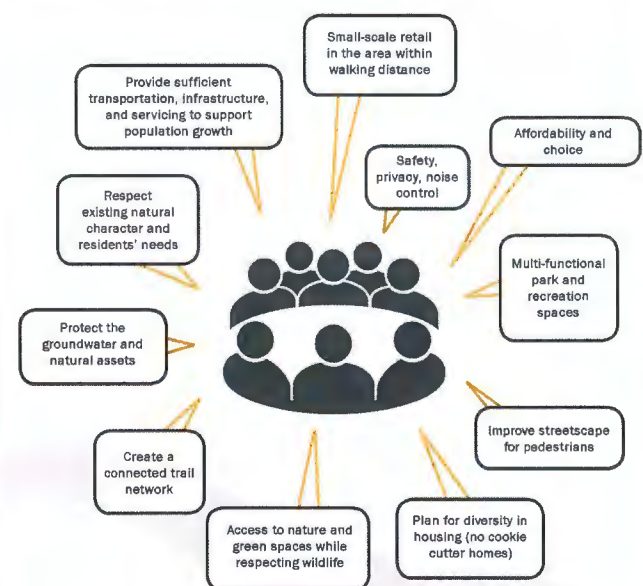 Small-scale retail
in the area within
walking distance
Provide sufficient
transportation, infrastructure,
and servicing to support
population growth
Affordability and
choice
Safety,
privacy, noise
control
Respect
existing natural
character and
residents' needs
Multi-functional
park and
recreation
spaces
Protect the
groundwater and
natural assets
Improve streetscape
for pedestrians
Create a
connected trail
network
Access to nature and
green spaces while
respecting wildlife
Plan for diversity in
housing (no cookie
cutter homes)